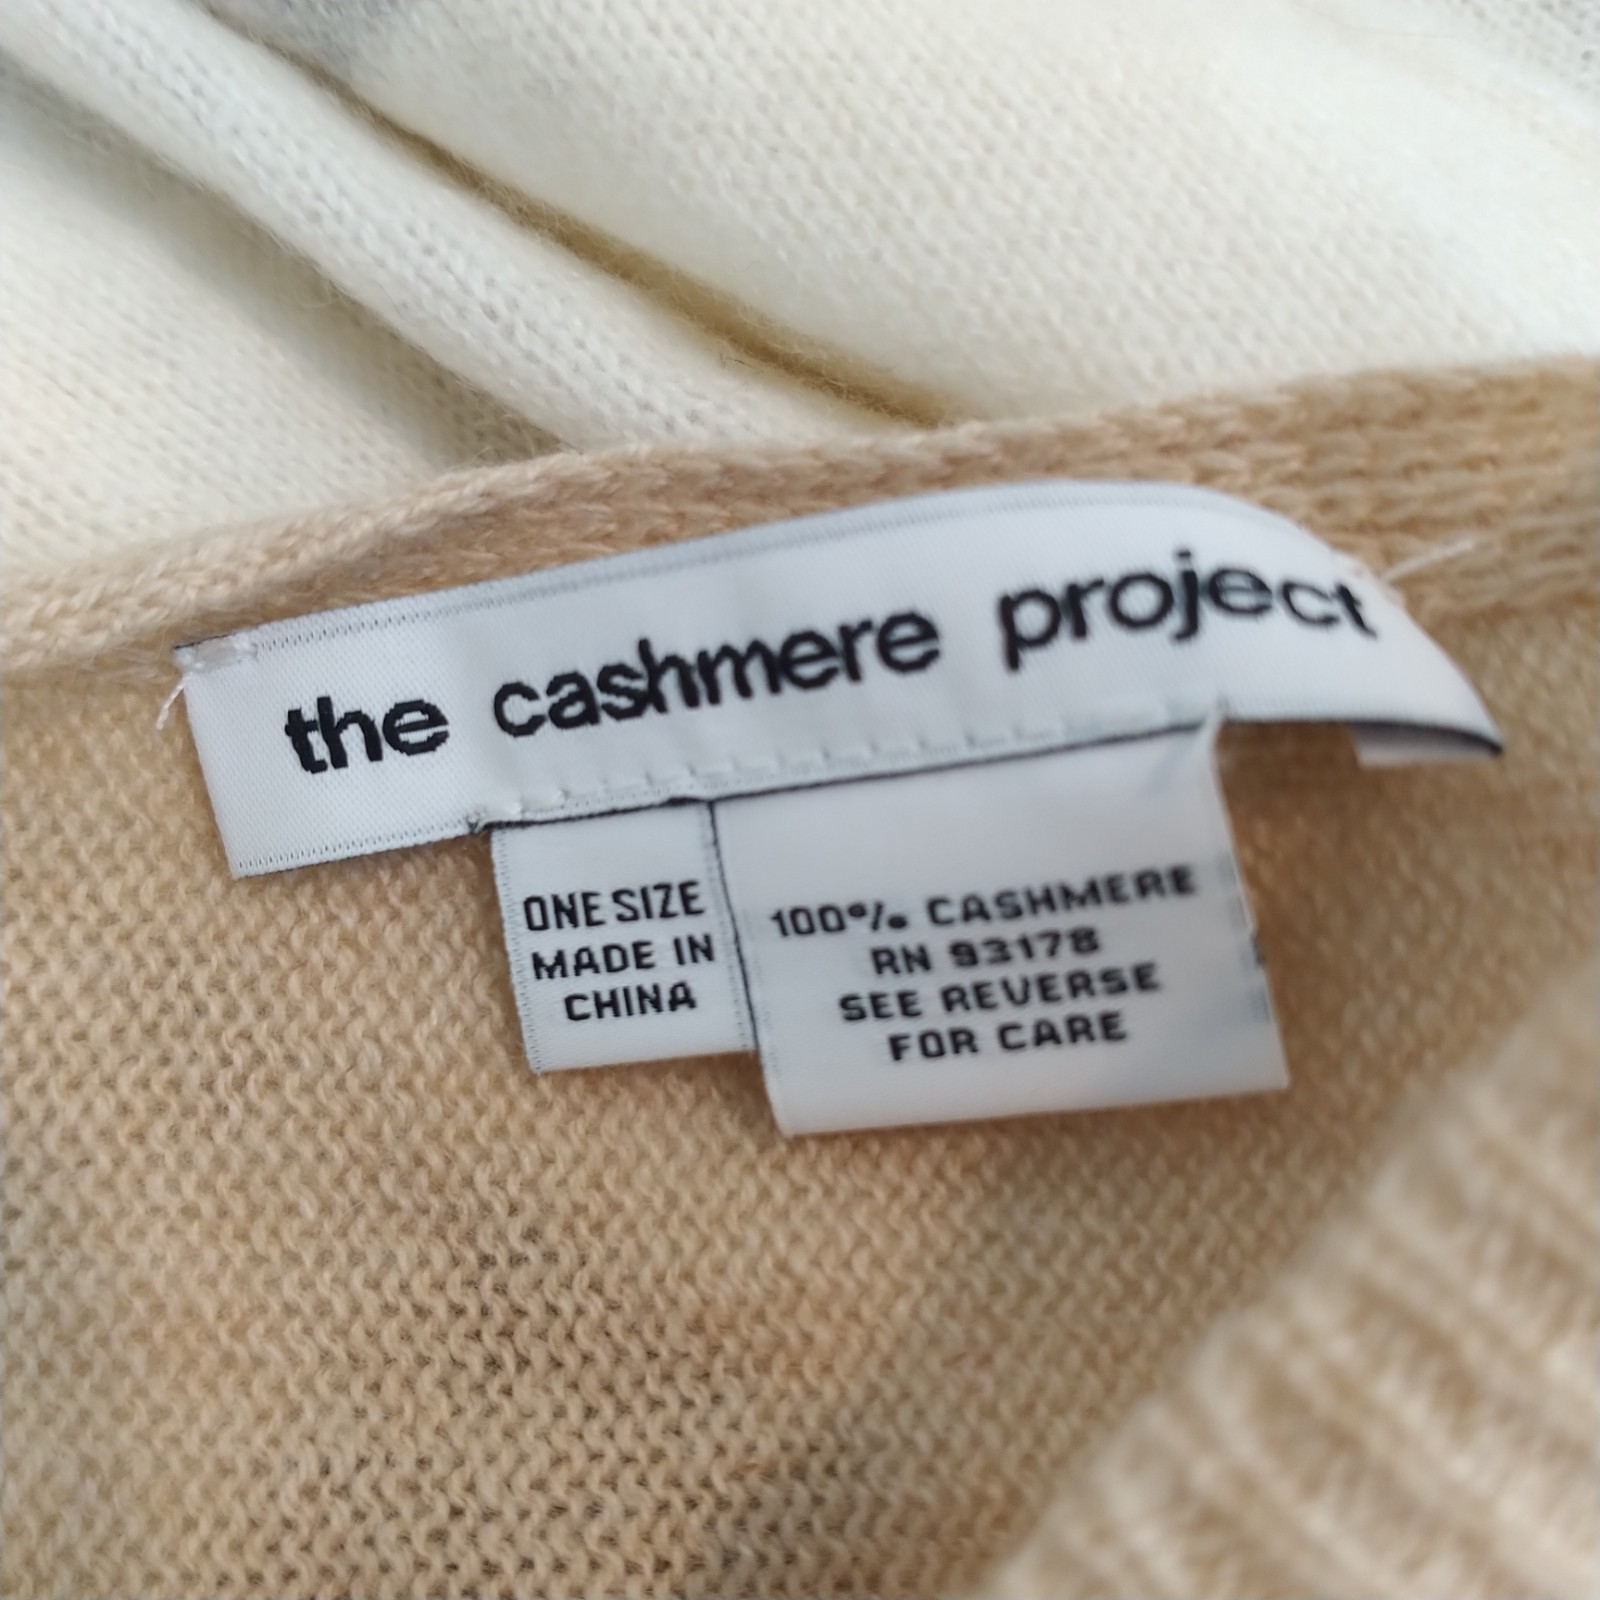 the cashmere project
ONE SIZE
MADE IN
CHINA
100% CASHMERE
RN 93178
SEE REVERSE
FOR CARE